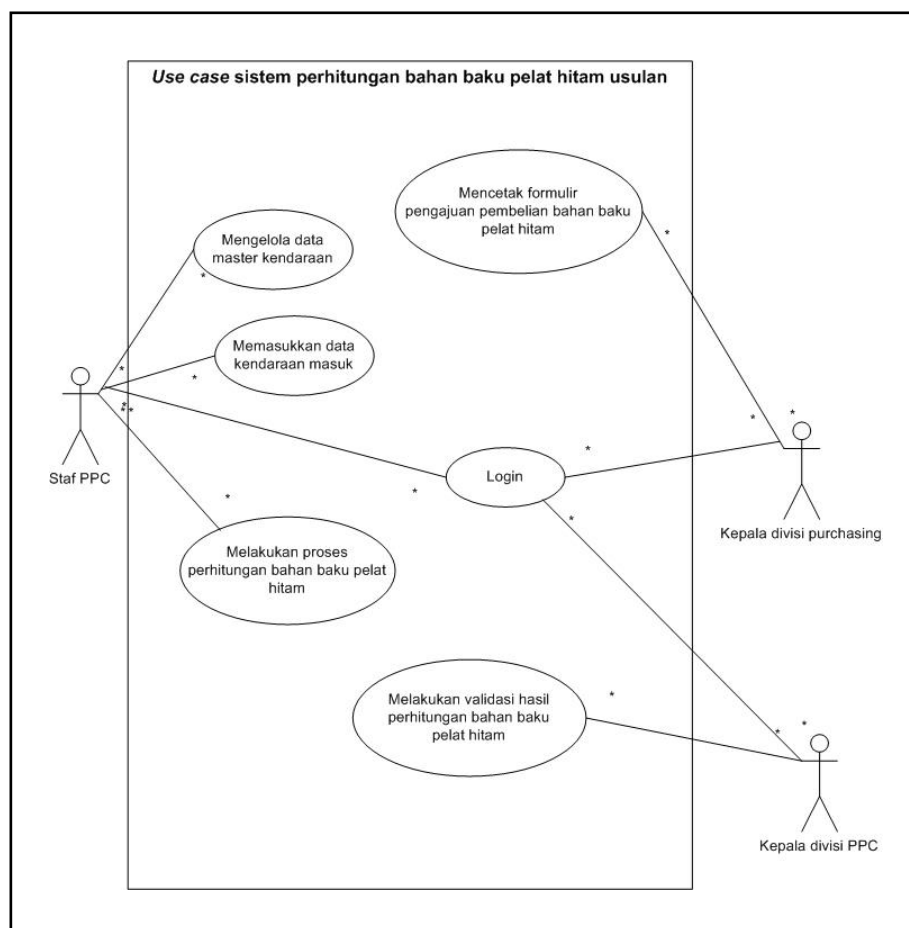 Use case sistem perhitungan bahan baku pelat hitam usulan
Mencetak formulir
pengajuan pembelian bahan baku
pelat hitam
*
Mengelola data
master kendaraan
*
Memasukkan data
kendaraan masuk
*
*
*
**
Staf PPC
*
*
Login
*
*
*
*
Kepala divisi purchasing
*
Melakukan proses
perhitungan bahan baku pelat
hitam
Melakukan validasi hasil
perhitungan bahan baku
pelat hitam
*
*
*
Kepala divisi PPC